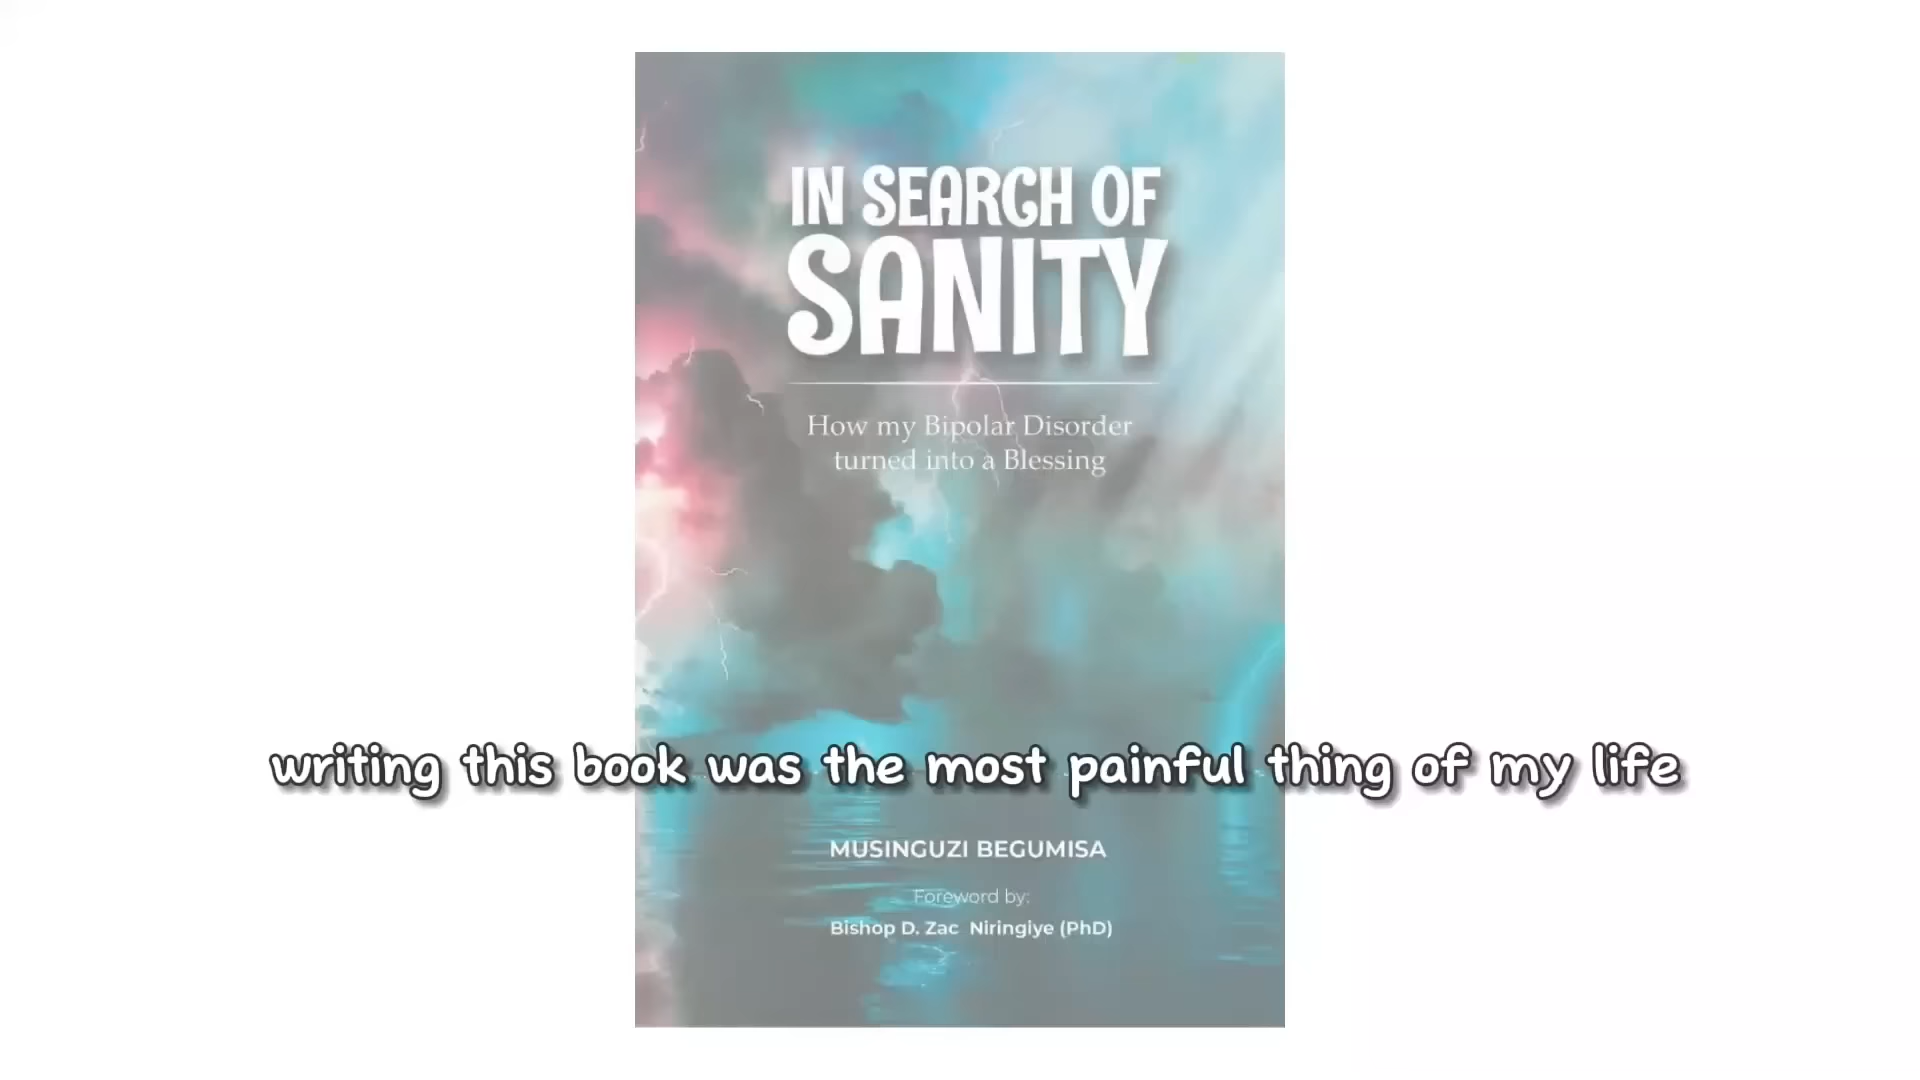 IN SEARCH OF
SANITY
How my Bipolar Disorder
turned into a Blessing
writing this book was the most painful thing of my life
MUSINGUZI BEGUMISA
Foreword by:
Bishop D. Zac Niringiye (PhD)